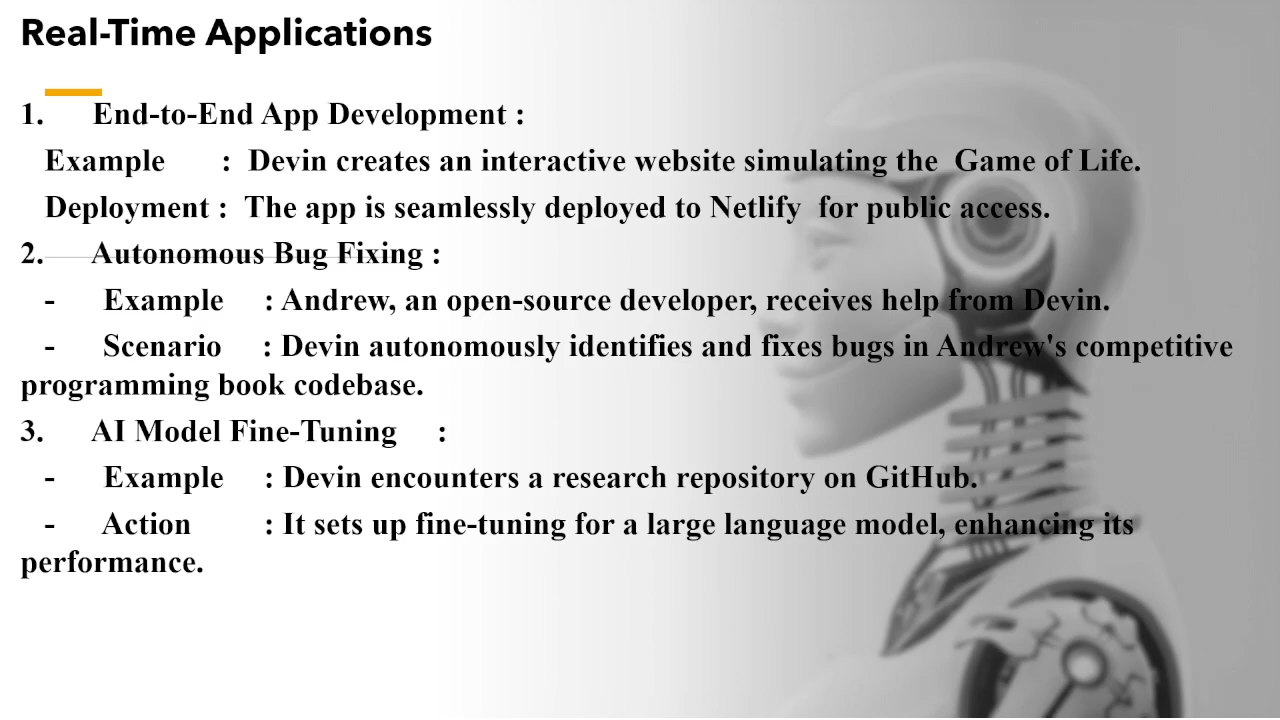 Real-Time Applications
1. End-to-End App Development :
Example : Devin creates an interactive website simulating the Game of Life.
Deployment : The app is seamlessly deployed to Netlify for public access.
2. Autonomous Bug Fixing :
- Example : Andrew, an open-source developer, receives help from Devin.
- Scenario : Devin autonomously identifies and fixes bugs in Andrew's competitive
programming book codebase.
3. AI Model Fine-Tuning :
- Example : Devin encounters a research repository on GitHub.
- Action : It sets up fine-tuning for a large language model, enhancing its
performance.